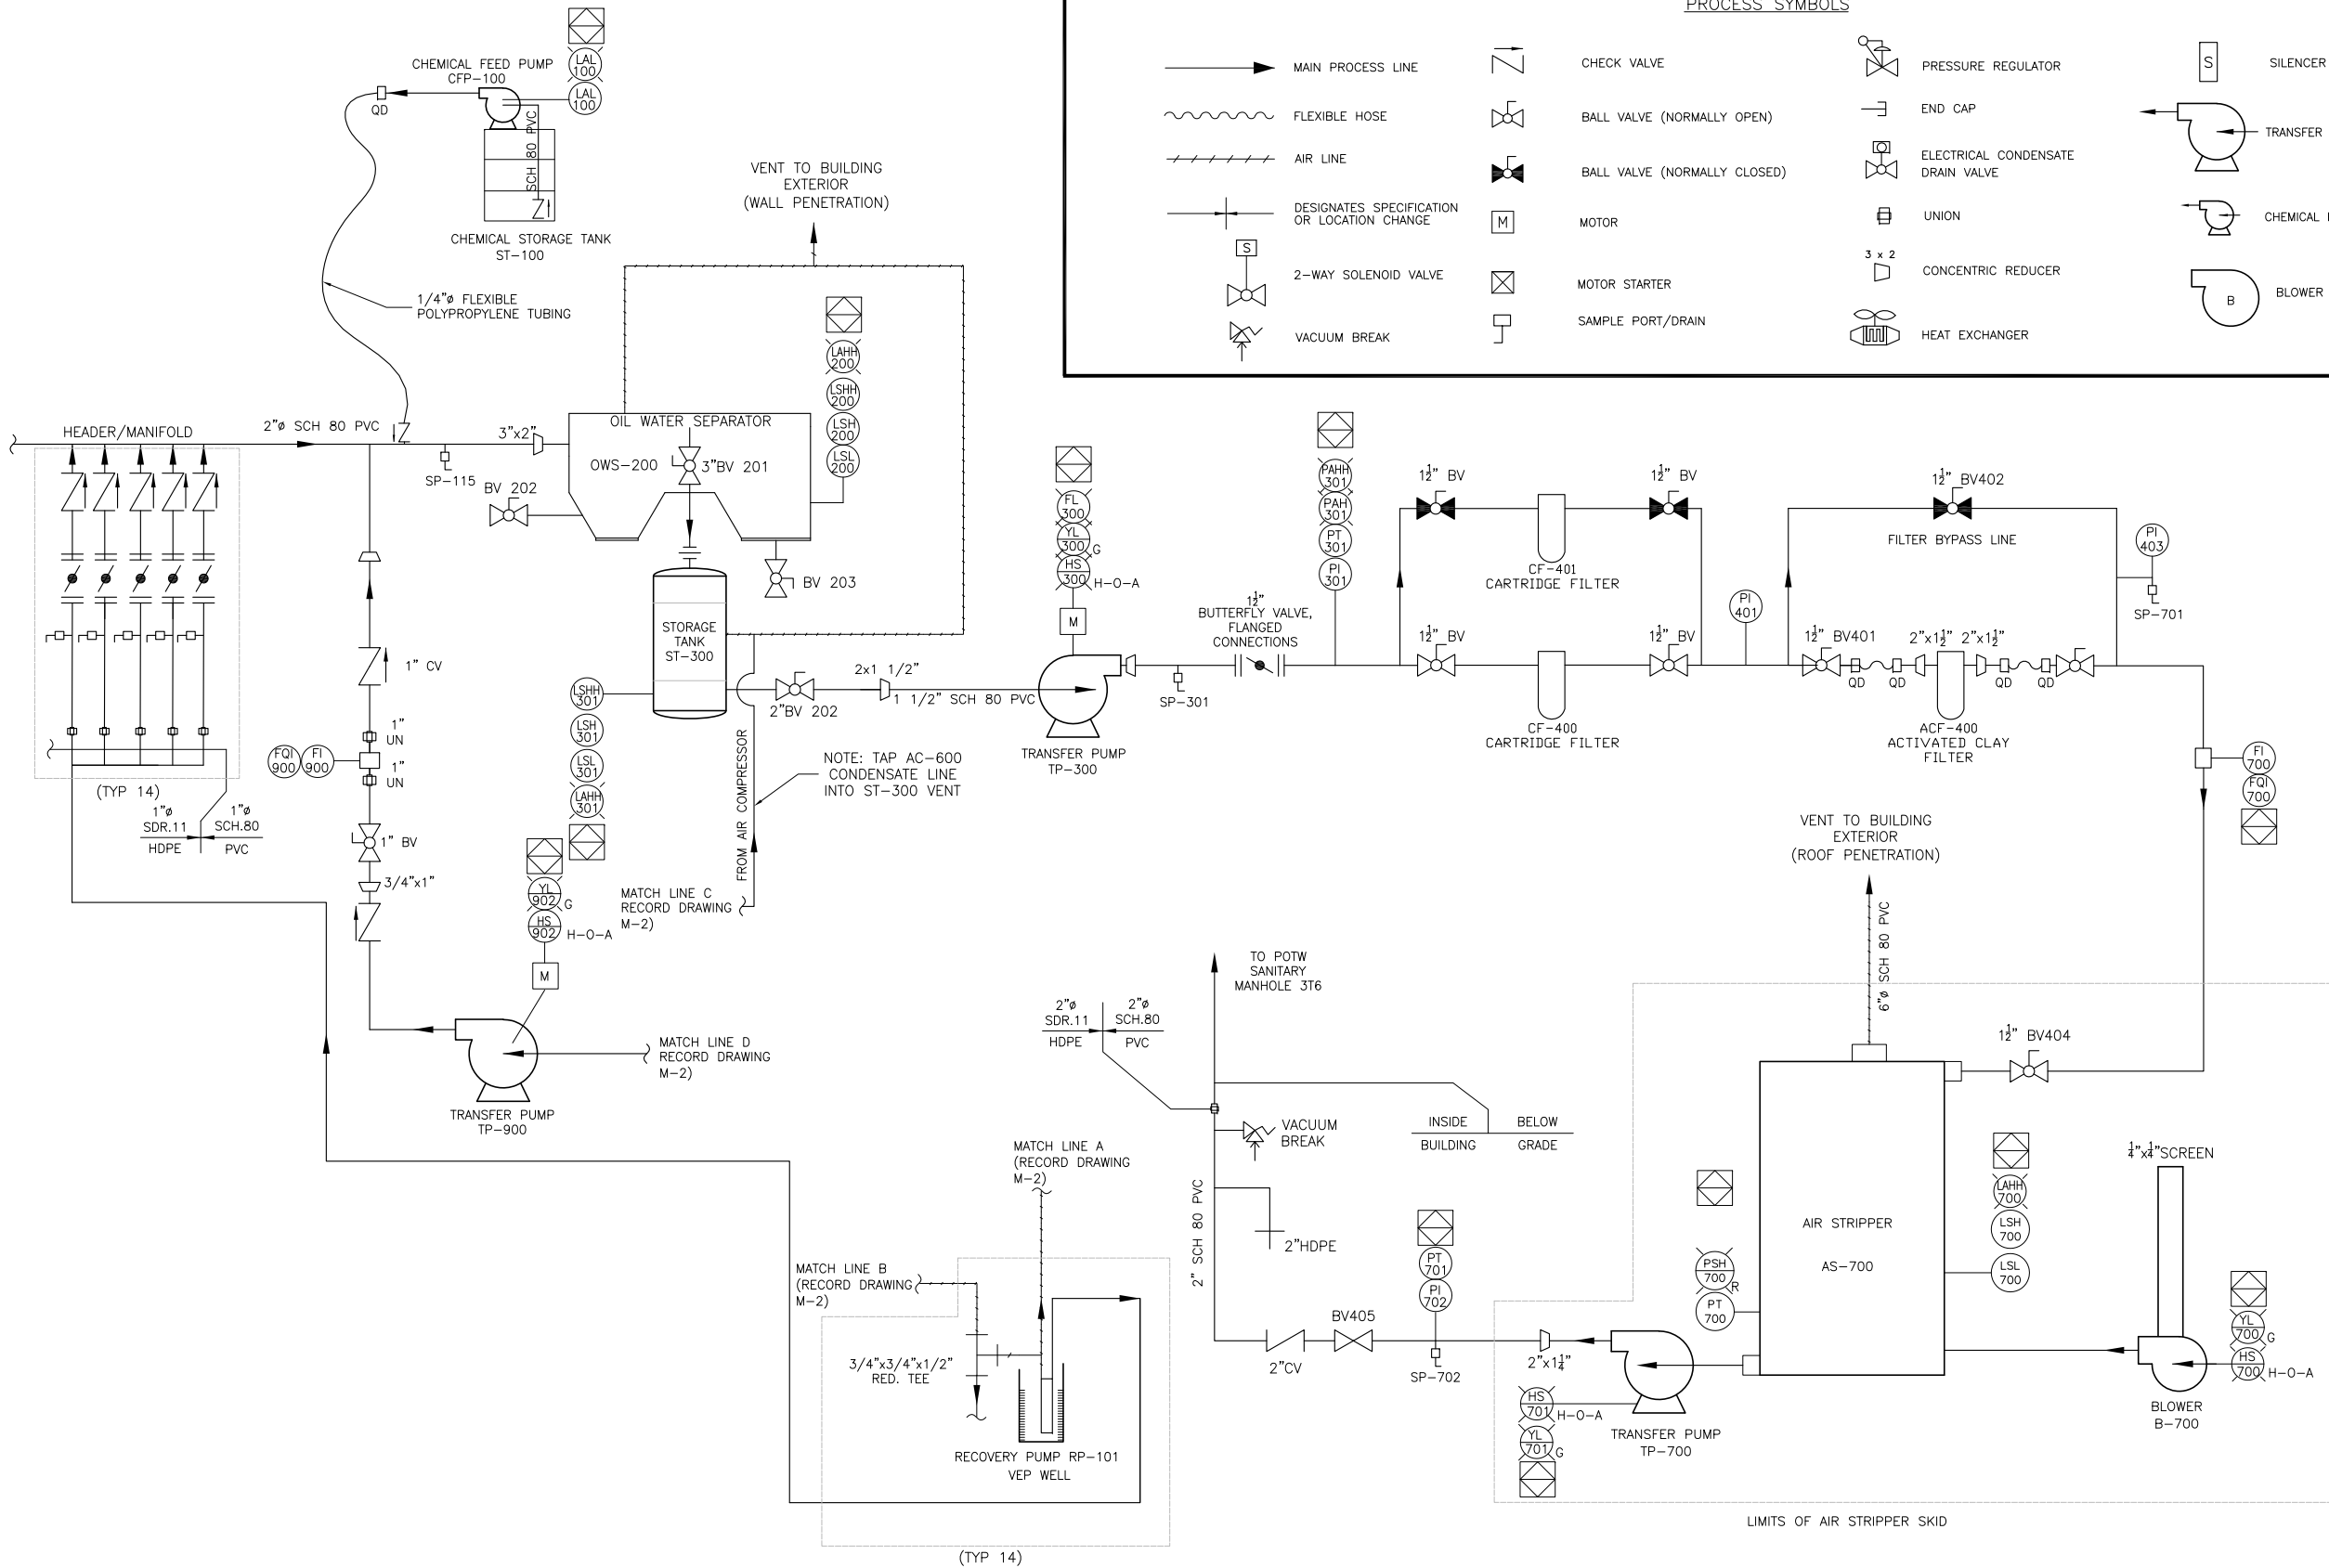 PROCESS SYMBOLS
MAIN PROCESS LINE
FLEXIBLE HOSE
AIR LINE
DESIGNATES SPECIFICATION
OR LOCATION CHANGE
S
2-WAY SOLENOID VALVE
VACUUM BREAK
CHECK VALVE
BALL VALVE (NORMALLY OPEN)
BALL VALVE (NORMALLY CLOSED)
M
MOTOR
MOTOR STARTER
SAMPLE PORT/DRAIN
PRESSURE REGULATOR
END CAP
ELECTRICAL CONDENSATE
DRAIN VALVE
UNION
3 x 2
CONCENTRIC REDUCER
HEAT EXCHANGER
S
SILENCER
TRANSFER
CHEMICAL
B
BLOWER
LAL
100
LAL
100
CHEMICAL FEED PUMP
CFP-100
QD
SCH 80 PVC
CHEMICAL STORAGE TANK
ST-100
1/4"ø FLEXIBLE
POLYPROPYLENE TUBING
VENT TO BUILDING
EXTERIOR
(WALL PENETRATION)
LAHH
200
LSHH
200
LSH
200
LSL
200
HEADER/MANIFOLD
2"ø SCH 80 PVC
3"x2"
SP-115
OIL WATER SEPARATOR
OWS-200
3"BV 201
BV 202
BV 203
(TYP 14)
1"ø
SDR.11
HDPE
1"ø
SCH.80
PVC
1" CV
1"
UN
1"
UN
FQI
900
FI
900
1" BV
3/4"x1"
STORAGE
TANK
ST-300
LSHH
301
LSH
301
LSL
301
LAHH
301
2"BV 202
2x1 1/2"
1 1/2" SCH 80 PVC
FROM AIR COMPRESSOR
NOTE: TAP AC-600
CONDENSATE LINE
INTO ST-300 VENT
MATCH LINE C
RECORD DRAWING
M-2)
YL
902
G
HS
902
H-O-A
M
MATCH LINE D
RECORD DRAWING
M-2)
TRANSFER PUMP
TP-900
FL
300
YL
300
G
HS
300
H-O-A
M
TRANSFER PUMP
TP-300
SP-301
1½"
BUTTERFLY VALVE,
FLANGED
CONNECTIONS
PAHH
301
PAH
301
PT
301
PI
301
1½" BV
1½" BV
CF-401
CARTRIDGE FILTER
1½" BV
1½" BV
CF-400
CARTRIDGE FILTER
PI
401
1½" BV402
FILTER BYPASS LINE
1½" BV401
2"x1½"
2"x1½"
QD
QD
QD
QD
ACF-400
ACTIVATED CLAY
FILTER
PI
403
SP-701
FI
700
FQI
700
VENT TO BUILDING
EXTERIOR
(ROOF PENETRATION)
6"ø SCH 80 PVC
1½" BV404
TO POTW
SANITARY
MANHOLE 3T6
2"ø
SDR.11
HDPE
2"ø
SCH.80
PVC
VACUUM
BREAK
INSIDE
BUILDING
BELOW
GRADE
2" SCH 80 PVC
2"HDPE
MATCH LINE A
(RECORD DRAWING
M-2)
MATCH LINE B
(RECORD DRAWING
M-2)
3/4"x3/4"x1/2"
RED. TEE
RECOVERY PUMP RP-101
VEP WELL
(TYP 14)
2"CV
BV405
PT
701
PI
702
SP-702
2"x1¼"
HS
701
H-O-A
YL
701
G
TRANSFER PUMP
TP-700
PSH
700
R
PT
700
AIR STRIPPER
AS-700
LAHH
700
LSH
700
LSL
700
¼"x¼"SCREEN
YL
700
G
HS
700
H-O-A
BLOWER
B-700
LIMITS OF AIR STRIPPER SKID